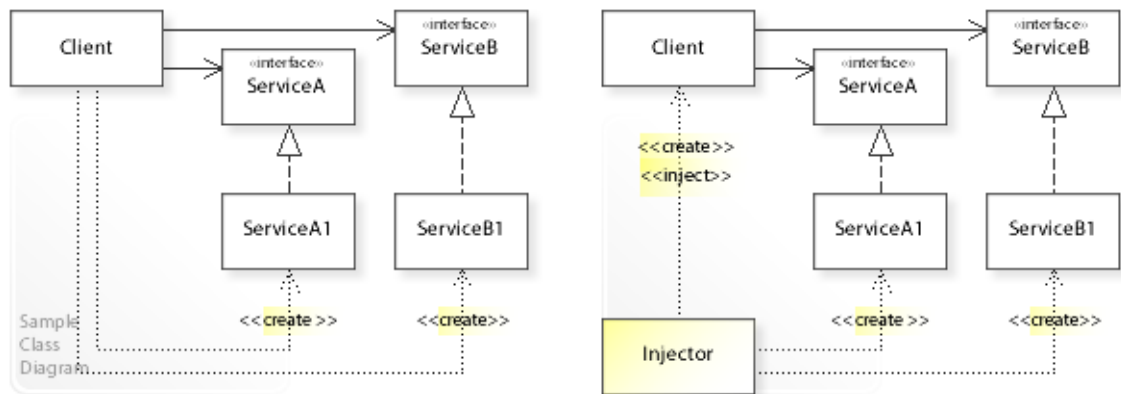 Client
«interface»
ServiceB
«interface»
ServiceA
ServiceA1
ServiceB1
<<create >>
<<create>>
Sample
Class
Diagram
Client
«interface»
ServiceB
«interface»
ServiceA
<<create>>
<<inject>>
ServiceA1
ServiceB1
<<create >>
<<create>>
Injector